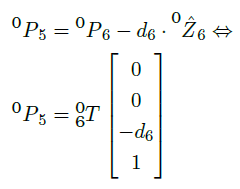 ⁰P₅ = ⁰P₆ − d₆ · ⁰Ẑ₆ ⇔
⁰P₅ = ⁰₆T [0
0
−d₆
1]